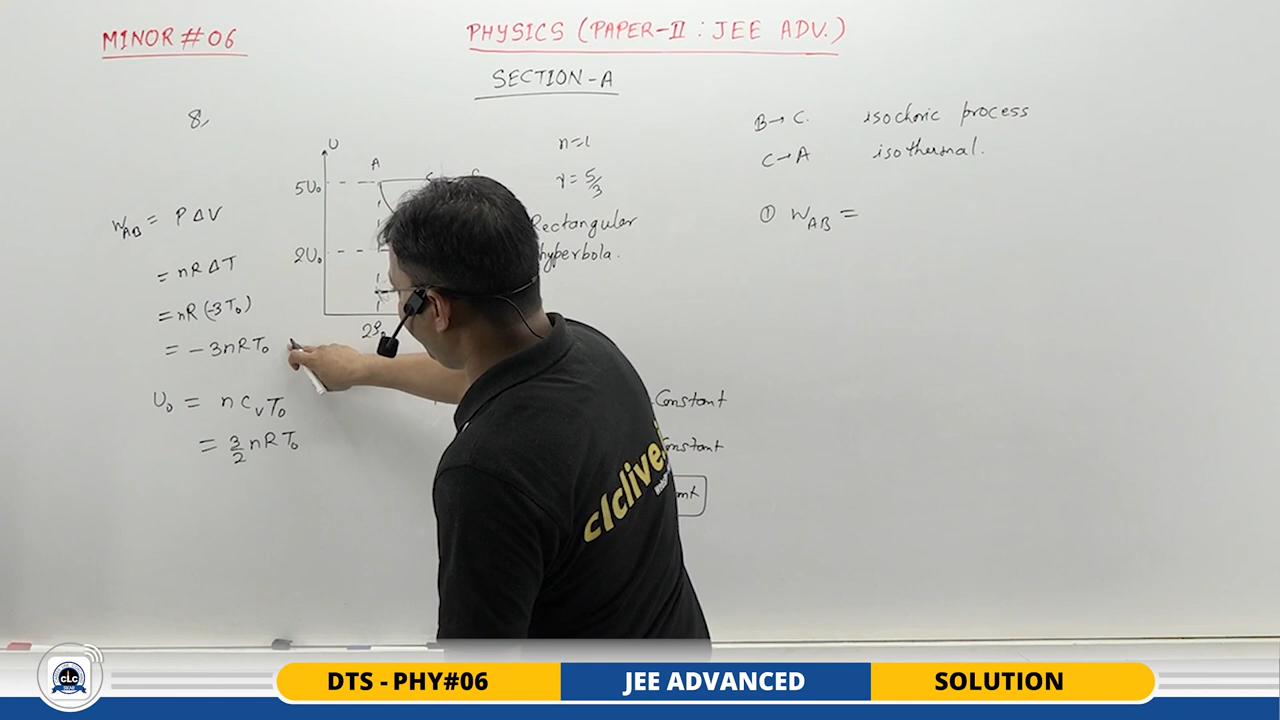 MINOR # 06
PHYSICS (PAPER-II : JEE ADV.)
SECTION-A
8.
U
A
5U₀
2U₀
n=1
γ = 5/3
Rectangular
hyperbola.
W_AB = PΔV
= nRΔT
= nR(-3T₀)
= -3nRT₀
U₀ = nC_vT₀
= 3/2 nRT₀
Constant
B→C. isochoric process
C→A isothermal.
① W_AB =
clclive.
CLC
DTS - PHY#06
JEE ADVANCED
SOLUTION